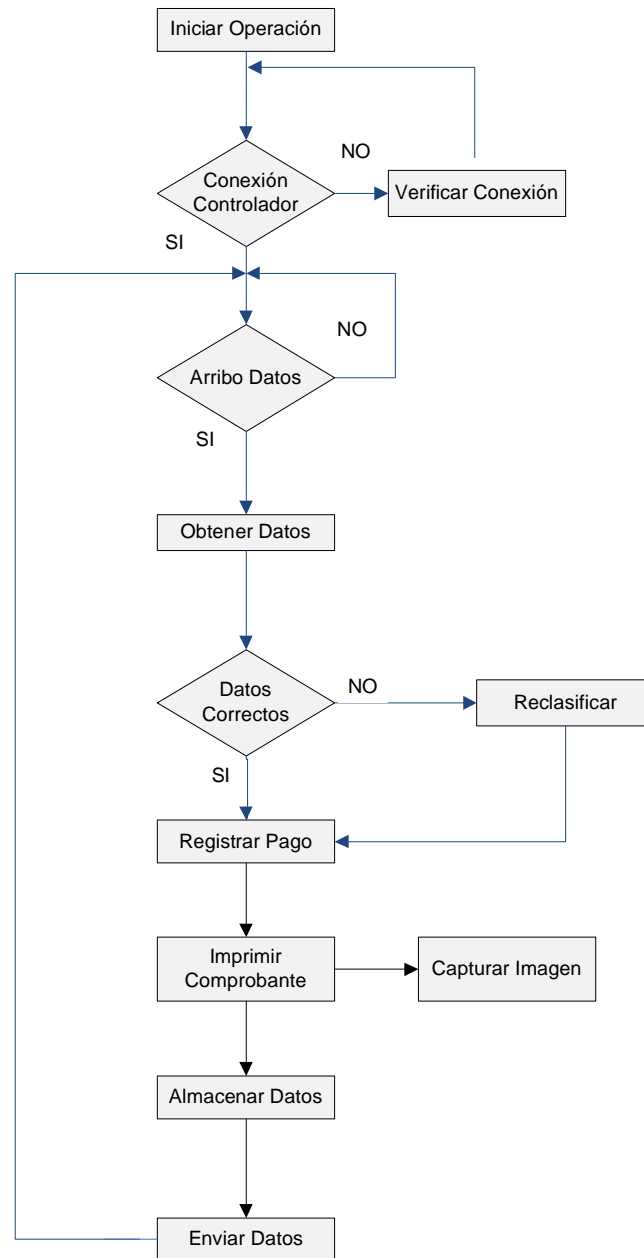 Iniciar Operación
NO
Conexión
Controlador
Verificar Conexión
SI
NO
Arribo Datos
SI
Obtener Datos
Datos
Correctos
NO
Reclasificar
SI
Registrar Pago
Imprimir
Comprobante
Capturar Imagen
Almacenar Datos
Enviar Datos